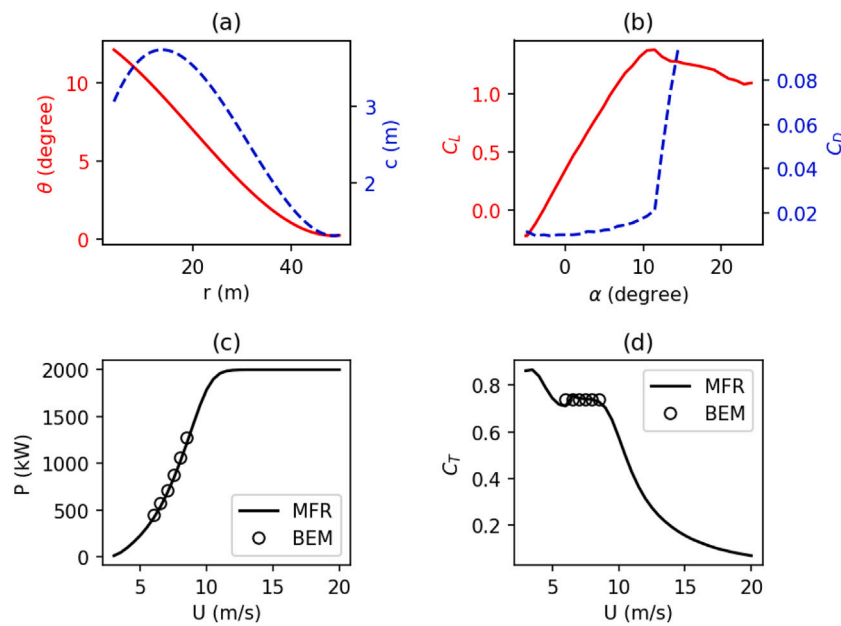 (a)
10
5
0
θ (degree)
3
2
c (m)
20
40
r (m)
(b)
1.0
0.5
0.0
C_L
0.08
0.06
0.04
0.02
C_D
0
10
20
α (degree)
(c)
2000
1500
1000
500
0
P (kW)
MFR
BEM
5
10
15
20
U (m/s)
(d)
0.8
0.6
0.4
0.2
C_T
MFR
BEM
5
10
15
20
U (m/s)